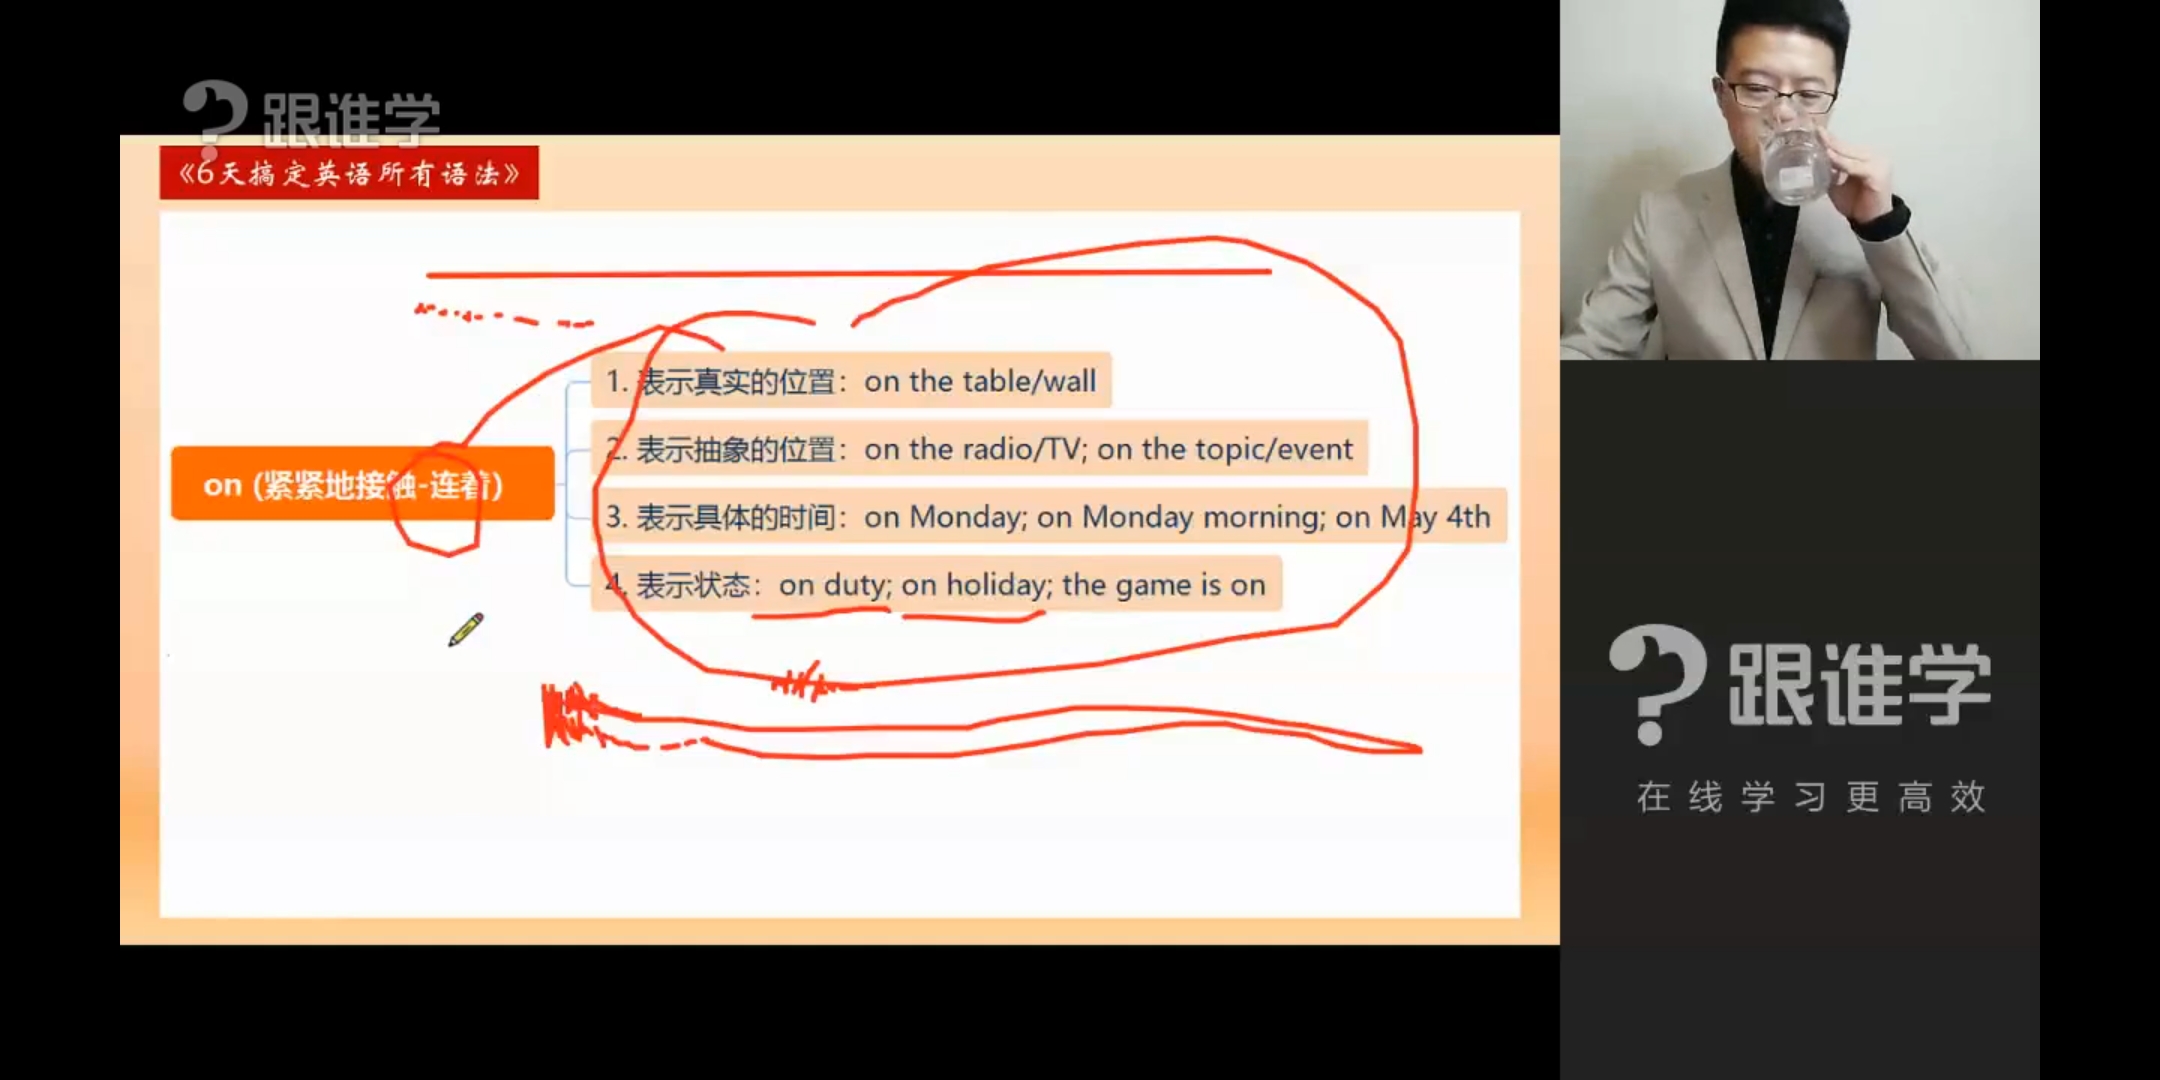 跟谁学
《6天搞定英语所有语法》
1. 表示真实的位置：on the table/wall
2. 表示抽象的位置：on the radio/TV; on the topic/event
on (紧紧地接触-连着)
3. 表示具体的时间：on Monday; on Monday morning; on May 4th
4. 表示状态：on duty; on holiday; the game is on
跟谁学
在线学习更高效